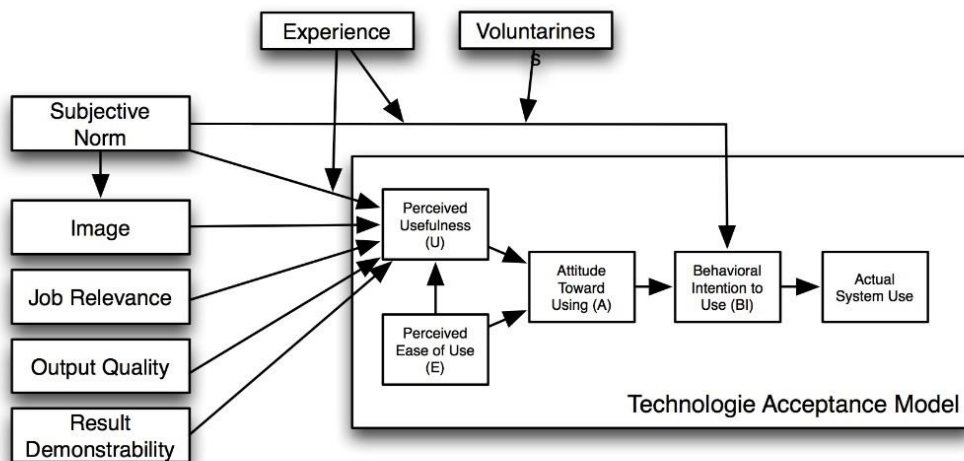 Experience
Voluntarines
s
Subjective
Norm
Image
Job Relevance
Output Quality
Result
Demonstrability
Perceived
Usefulness
(U)
Perceived
Ease of Use
(E)
Attitude
Toward
Using (A)
Behavioral
Intention to
Use (BI)
Actual
System Use
Technologie Acceptance Model